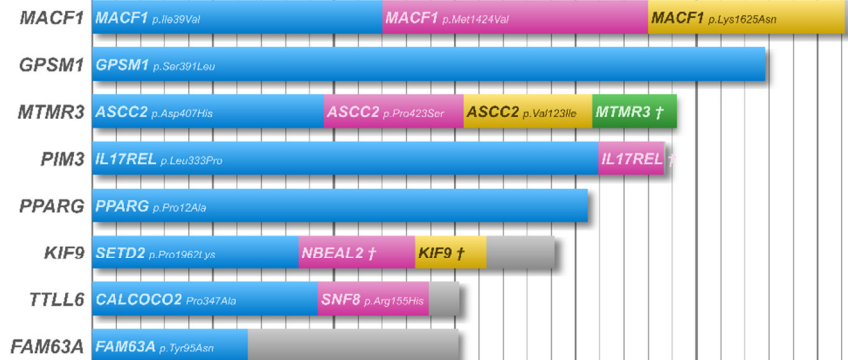 MACF1 MACF1 p.Ile39Val MACF1 p.Met1424Val MACF1 p.Lys1625Asn
GPSM1 GPSM1 p.Ser391Leu
MTMR3 ASCC2 p.Asp407His ASCC2 p.Pro423Ser ASCC2 p.Val123Ile MTMR3 †
PIM3 IL17REL p.Leu333Pro IL17REL †
PPARG PPARG p.Pro12Ala
KIF9 SETD2 p.Pro1962Lys NBEAL2 † KIF9 †
TTLL6 CALCOCO2 Pro347Ala SNF8 p.Arg155His
FAM63A FAM63A p.Tyr95Asn